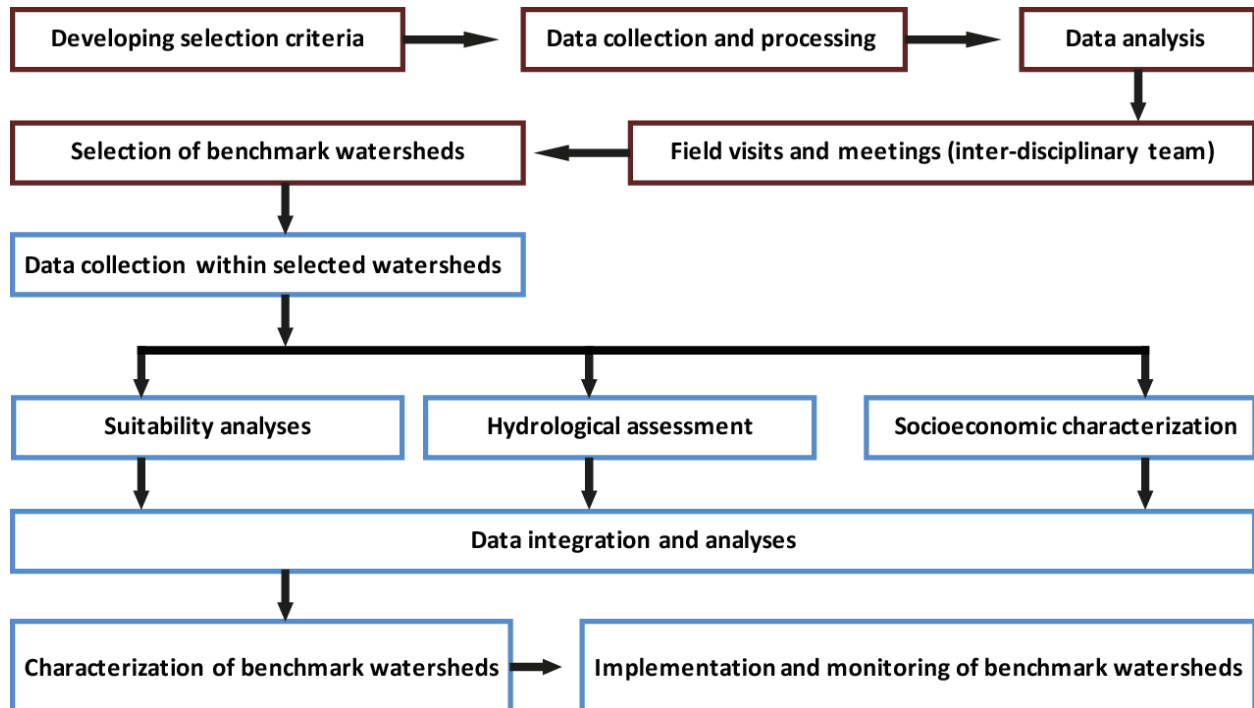 Developing selection criteria
Data collection and processing
Data analysis
Selection of benchmark watersheds
Field visits and meetings (inter-disciplinary team)
Data collection within selected watersheds
Suitability analyses
Hydrological assessment
Socioeconomic characterization
Data integration and analyses
Characterization of benchmark watersheds
Implementation and monitoring of benchmark watersheds